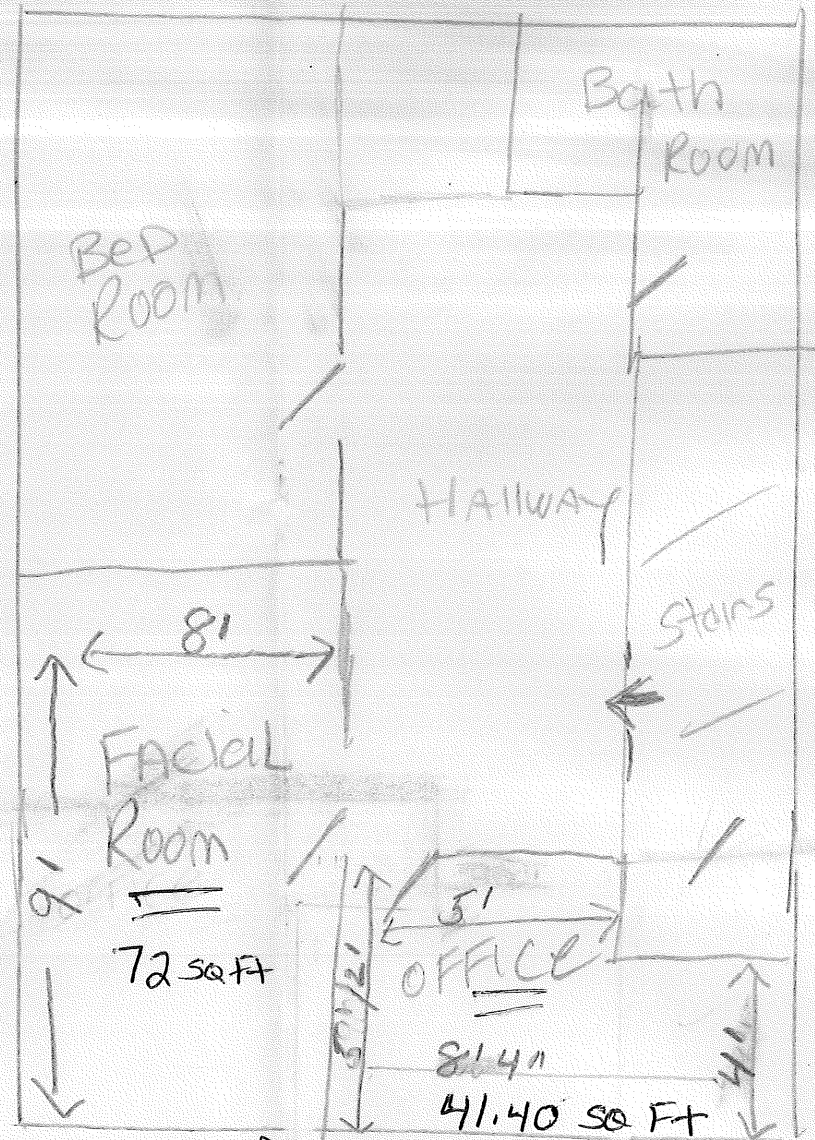 Bath
Room
BeD
Room
HAllwAy
Stairs
8'
FACiaL
Room
9'
72 SQ Ft
5'
OFFiCe
4'
8'4"
41.40 SQ Ft